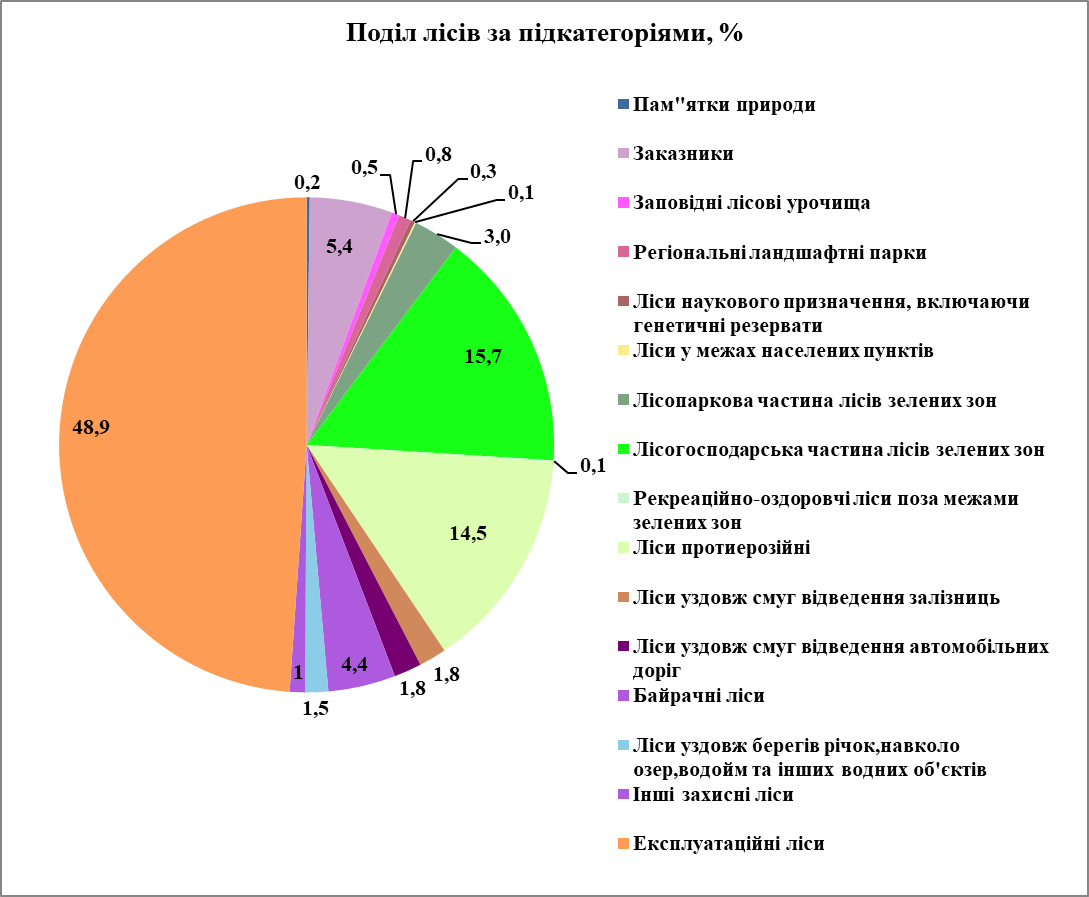 Поділ лісів за підкатегоріями, %
0,2
5,4
0,5
0,8
0,3
0,1
3,0
15,7
0,1
14,5
1,8
1,8
4,4
1,5
1
48,9
Пам"ятки природи
Заказники
Заповідні лісові урочища
Регіональні ландшафтні парки
Ліси наукового призначення, включаючи
генетичні резервати
Ліси у межах населених пунктів
Лісопаркова частина лісів зелених зон
Лісогосподарська частина лісів зелених зон
Рекреаційно-оздоровчі ліси поза межами
зелених зон
Ліси протиерозійні
Ліси уздовж смуг відведення залізниць
Ліси уздовж смуг відведення автомобільних
доріг
Байрачні ліси
Ліси уздовж берегів річок,навколо
озер,водойм та інших водних об'єктів
Інші захисні ліси
Експлуатаційні ліси